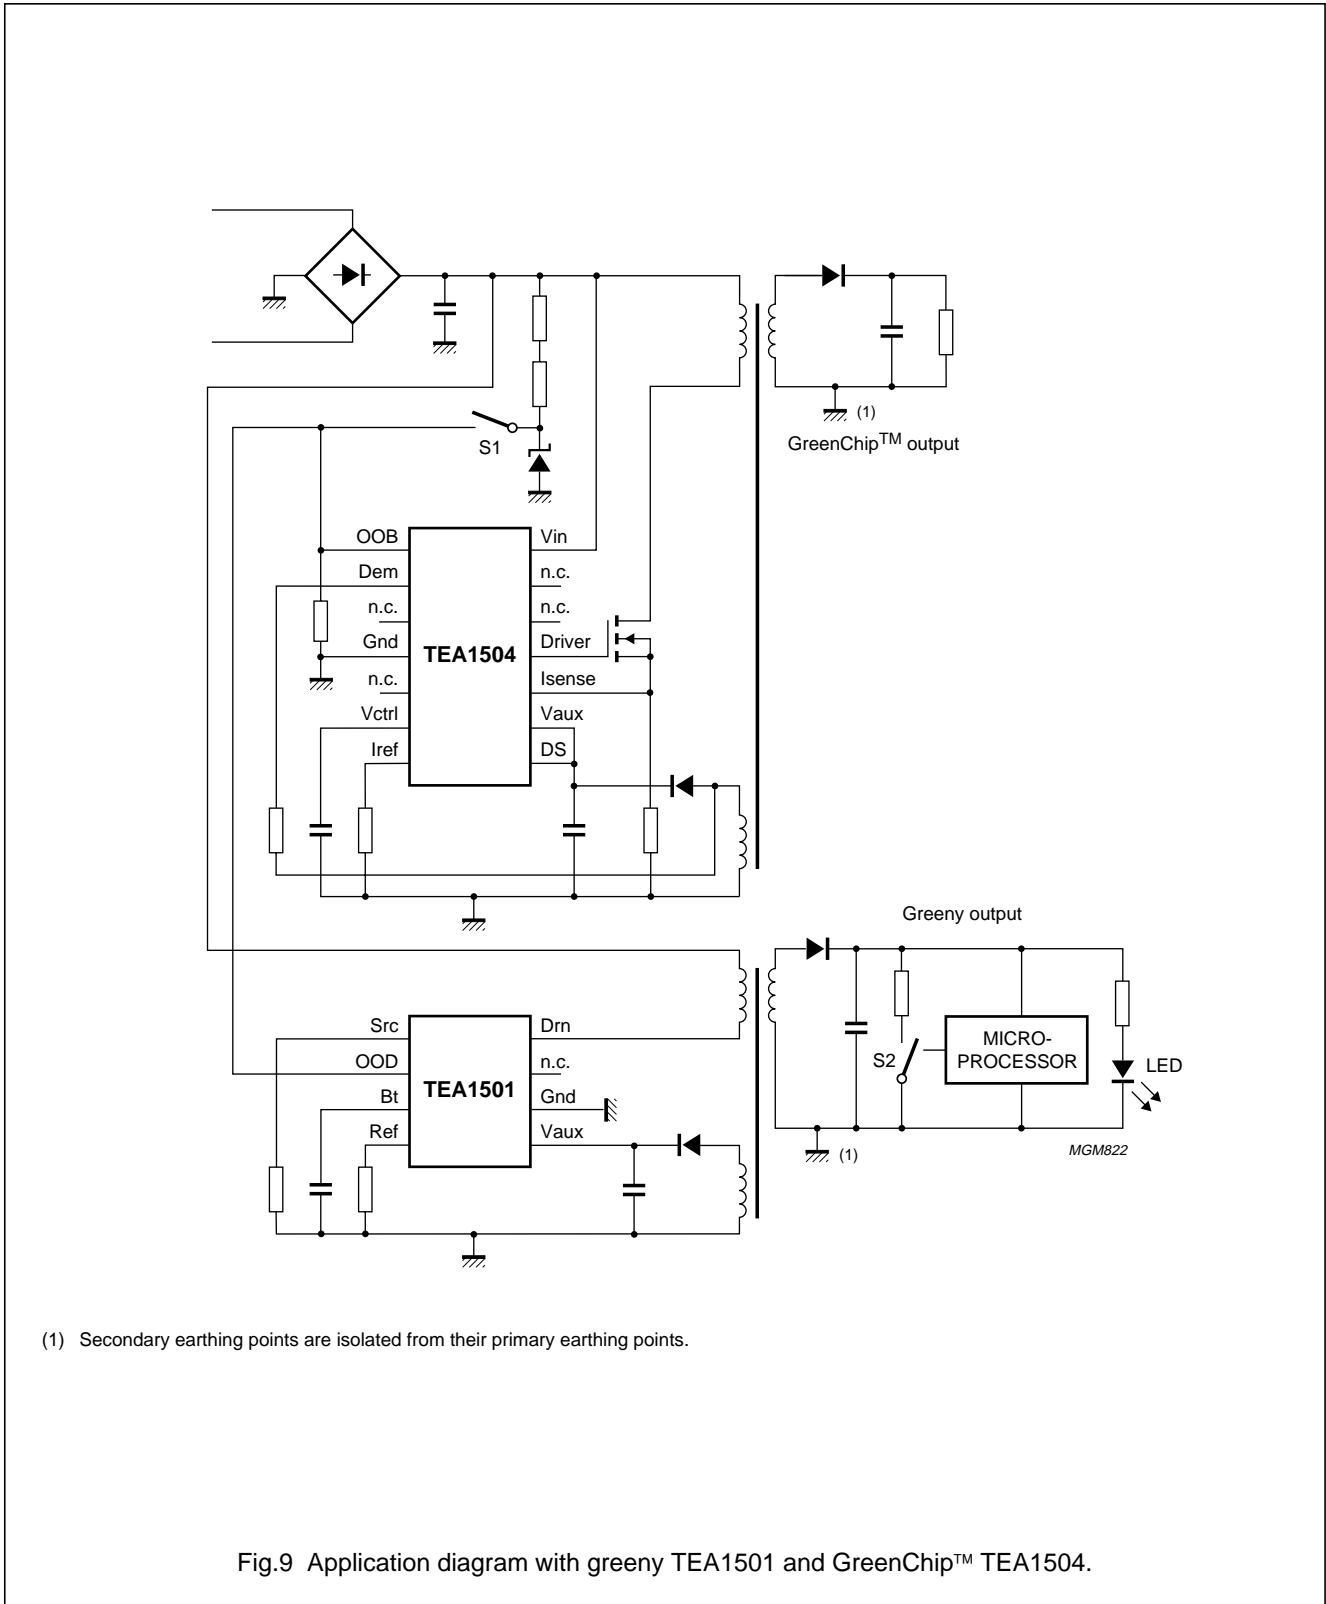 (1)
GreenChip™ output
S1
OOB
Vin
Dem
n.c.
n.c.
n.c.
Gnd
Driver
TEA1504
n.c.
Isense
Vctrl
Vaux
Iref
DS
Greeny output
Src
Drn
OOD
n.c.
TEA1501
Bt
Gnd
Ref
Vaux
S2
MICRO-
PROCESSOR
LED
(1)
MGM822
(1) Secondary earthing points are isolated from their primary earthing points.
Fig.9 Application diagram with greeny TEA1501 and GreenChip™ TEA1504.